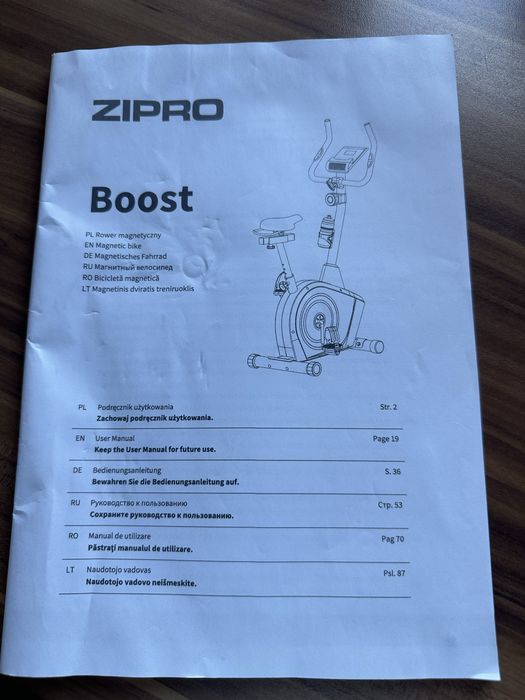 ZIPRO
Boost
PL Rower magnetyczny
EN Magnetic bike
DE Magnetisches Fahrrad
RU Магнитный велосипед
RO Bicicletă magnetică
LT Magnetinis dviratis treniruoklis
PL Podręcznik użytkowania Str. 2
Zachowaj podręcznik użytkowania.
EN User Manual Page 19
Keep the User Manual for future use.
DE Bedienungsanleitung S. 36
Bewahren Sie die Bedienungsanleitung auf.
RU Руководство к пользованию Стр. 53
Сохраните руководство к пользованию.
RO Manual de utilizare Pag 70
Păstrați manualul de utilizare.
LT Naudotojo vadovas Psl. 87
Naudotojo vadovo neišmeskite.